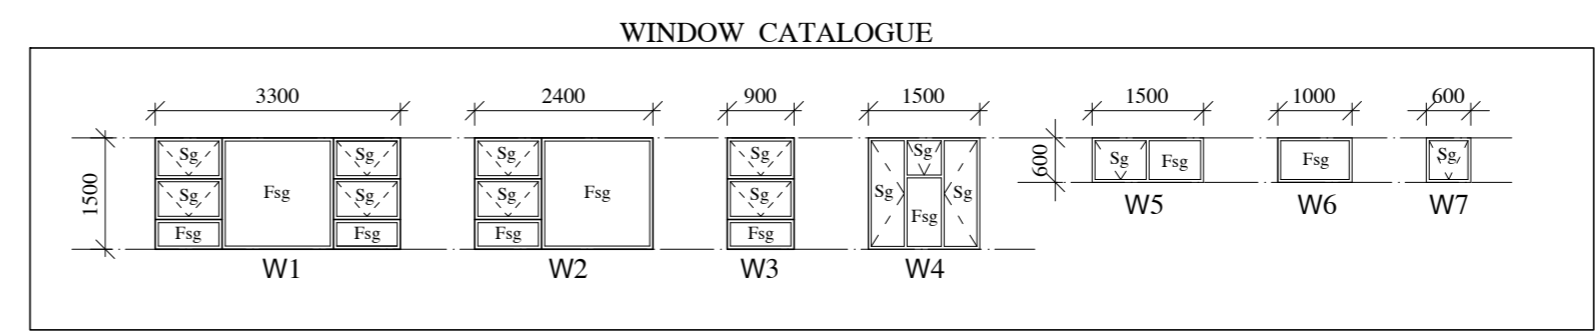 WINDOW CATALOGUE
3300 2400 900 1500 1500 1000 600
Sg Sg Sg Sg Sg
Sg Fsg Sg Fsg
1500 Sg Sg Sg Fsg Sg Sg Sg Fsg Sg
600
Fsg Fsg Fsg Fsg Fsg
W5 W6 W7
W1 W2 W3 W4